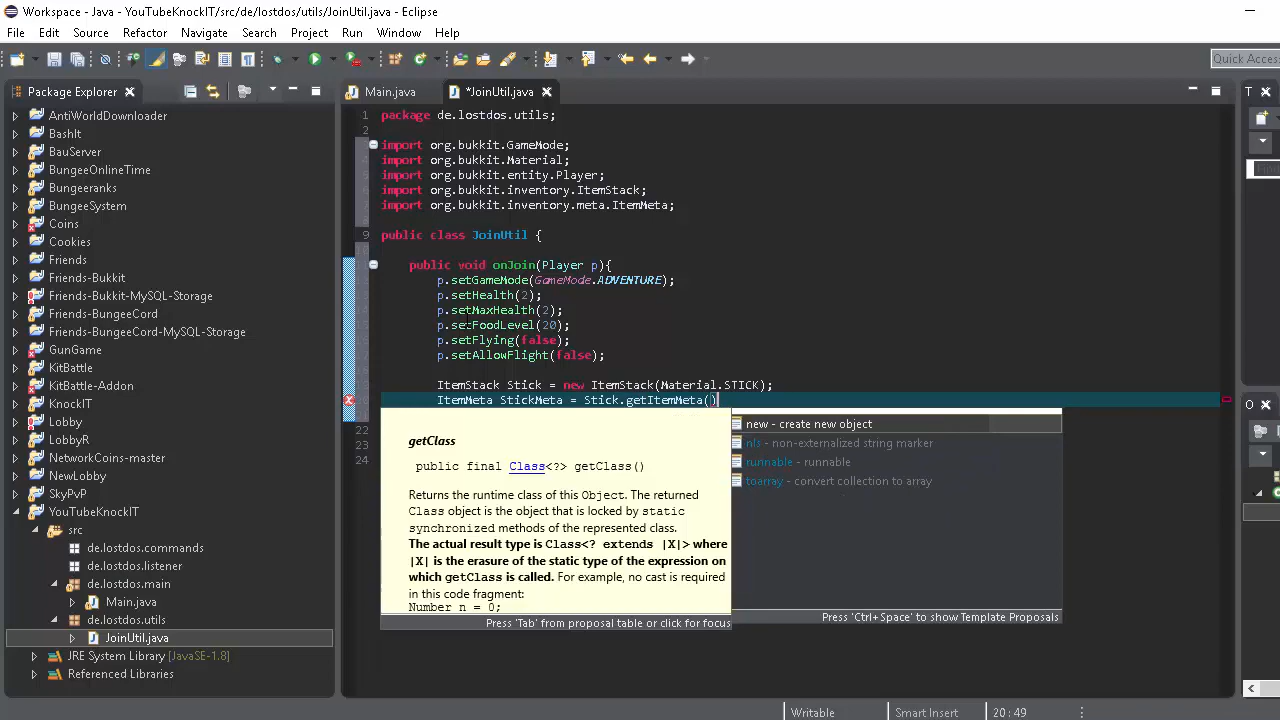 Workspace - Java - YouTubeKnockIT/src/de/lostdos/utils/JoinUtil.java - Eclipse
File Edit Source Refactor Navigate Search Project Run Window Help
Quick Acces
Package Explorer
Main.java
*JoinUtil.java
T
AntiWorldDownloader
BashIt
BauServer
BungeeOnlineTime
Bungeeranks
BungeeSystem
Coins
Cookies
Friends
Friends-Bukkit
Friends-Bukkit-MySQL-Storage
Friends-BungeeCord
Friends-BungeeCord-MySQL-Storage
GunGame
KitBattle
KitBattle-Addon
KnockIT
Lobby
LobbyR
NetworkCoins-master
NewLobby
SkyPvP
YouTubeKnockIT
src
de.lostdos.commands
de.lostdos.listener
de.lostdos.main
Main.java
de.lostdos.utils
JoinUtil.java
JRE System Library [JavaSE-1.8]
Referenced Libraries
1 package de.lostdos.utils;
2
import org.bukkit.GameMode;
import org.bukkit.Material;
import org.bukkit.entity.Player;
import org.bukkit.inventory.ItemStack;
import org.bukkit.inventory.meta.ItemMeta;
9 public class JoinUtil {
public void onJoin(Player p){
p.setGameMode(GameMode.ADVENTURE);
p.setHealth(2);
p.setMaxHealth(2);
p.setFoodLevel(20);
p.setFlying(false);
p.setAllowFlight(false);
ItemStack Stick = new ItemStack(Material.STICK);
ItemMeta StickMeta = Stick.getItemMeta()
22
23
24
getClass
public final Class<?> getClass()
Returns the runtime class of this Object. The returned
Class object is the object that is locked by static
synchronized methods of the represented class.
The actual result type is Class<? extends |X|> where
|X| is the erasure of the static type of the expression on
which getClass is called. For example, no cast is required
in this code fragment:
Number n = 0;
Press 'Tab' from proposal table or click for focus
new - create new object
nls - non-externalized string marker
runnable - runnable
toarray - convert collection to array
Press 'Ctrl+Space' to show Template Proposals
O
Writable
Smart Insert
20:49